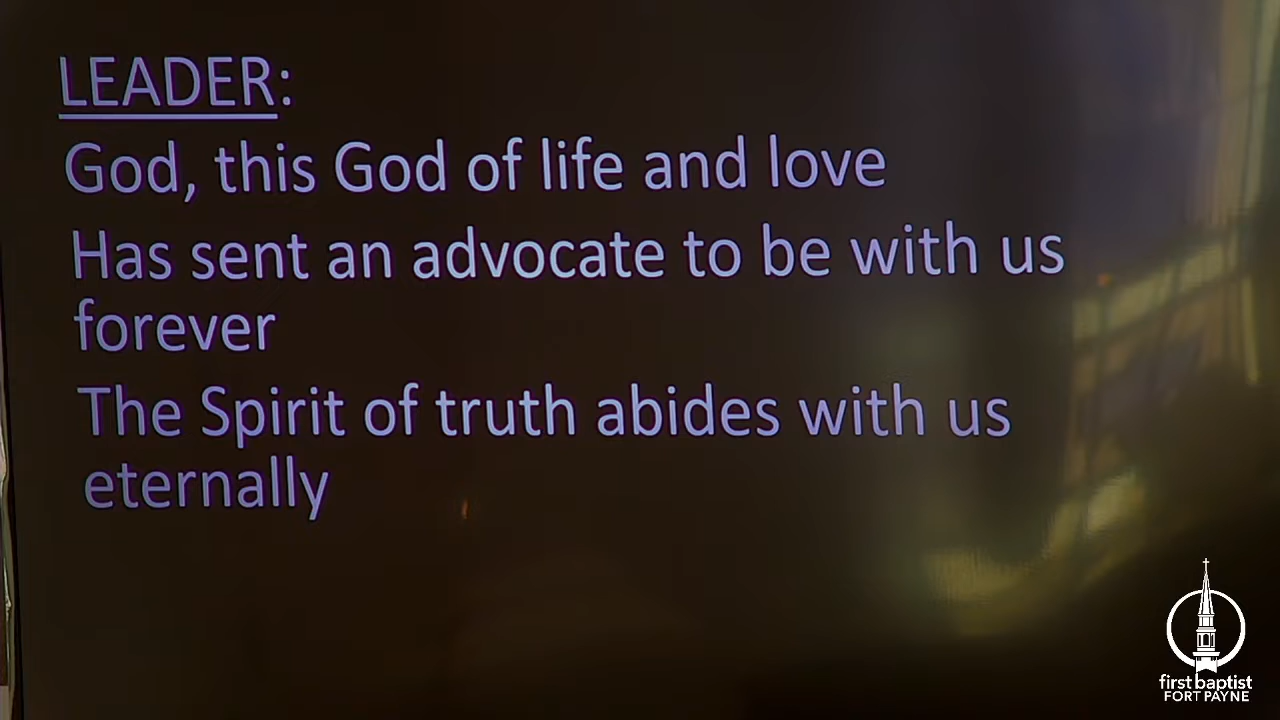 LEADER:
God, this God of life and love
Has sent an advocate to be with us
forever
The Spirit of truth abides with us
eternally
first baptist
FORT PAYNE